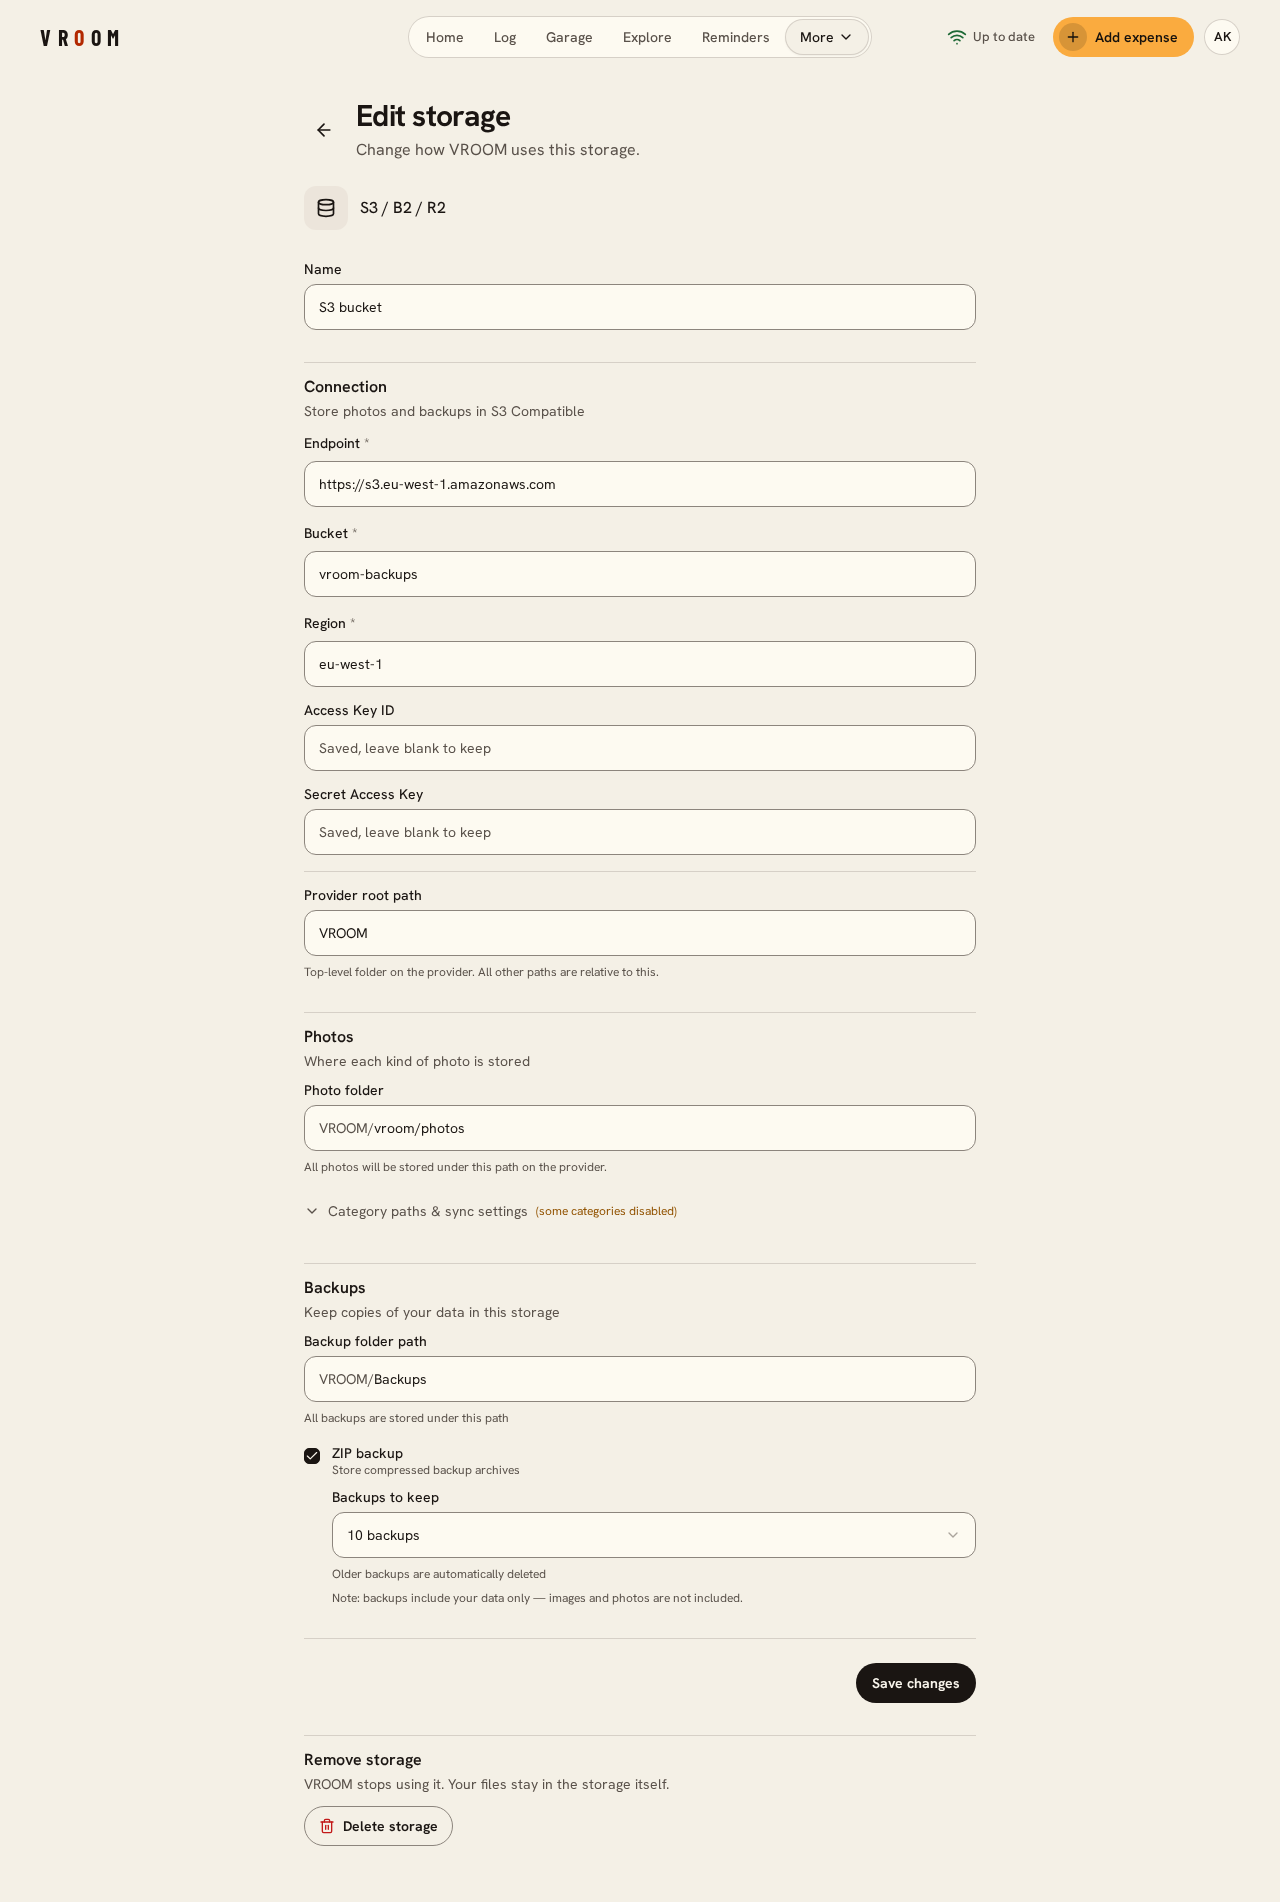 VROOM
Home
Log
Garage
Explore
Reminders
More
Up to date
Add expense
AK
Edit storage
Change how VROOM uses this storage.
S3 / B2 / R2
Name
S3 bucket
Connection
Store photos and backups in S3 Compatible
Endpoint *
https://s3.eu-west-1.amazonaws.com
Bucket *
vroom-backups
Region *
eu-west-1
Access Key ID
Saved, leave blank to keep
Secret Access Key
Saved, leave blank to keep
Provider root path
VROOM
Top-level folder on the provider. All other paths are relative to this.
Photos
Where each kind of photo is stored
Photo folder
VROOM/vroom/photos
All photos will be stored under this path on the provider.
Category paths & sync settings (some categories disabled)
Backups
Keep copies of your data in this storage
Backup folder path
VROOM/Backups
All backups are stored under this path
ZIP backup
Store compressed backup archives
Backups to keep
10 backups
Older backups are automatically deleted
Note: backups include your data only — images and photos are not included.
Save changes
Remove storage
VROOM stops using it. Your files stay in the storage itself.
Delete storage